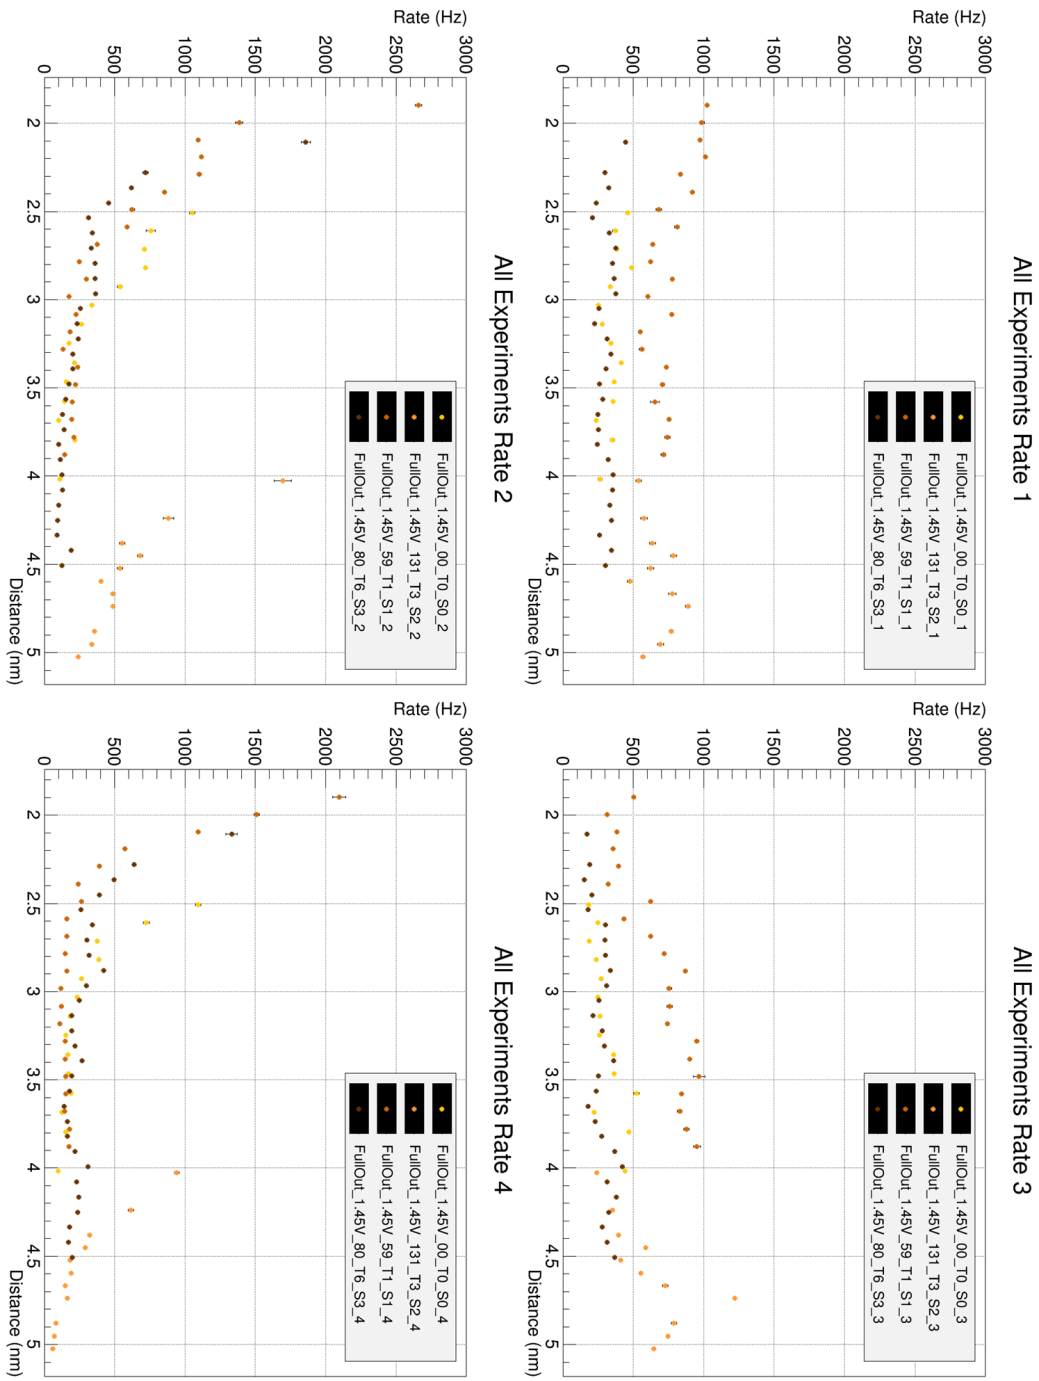 All Experiments Rate 1
Rate (Hz)
3000
2500
2000
1500
1000
500
0
FullOut_1.45V_00_T0_S0_1
FullOut_1.45V_131_T3_S2_1
FullOut_1.45V_59_T1_S1_1
FullOut_1.45V_80_T6_S3_1
2 2.5 3 3.5 4 4.5 5
Distance (nm)
All Experiments Rate 3
Rate (Hz)
3000
2500
2000
1500
1000
500
0
FullOut_1.45V_00_T0_S0_3
FullOut_1.45V_131_T3_S2_3
FullOut_1.45V_59_T1_S1_3
FullOut_1.45V_80_T6_S3_3
2 2.5 3 3.5 4 4.5 5
Distance (nm)
All Experiments Rate 2
Rate (Hz)
3000
2500
2000
1500
1000
500
0
FullOut_1.45V_00_T0_S0_2
FullOut_1.45V_131_T3_S2_2
FullOut_1.45V_59_T1_S1_2
FullOut_1.45V_80_T6_S3_2
2 2.5 3 3.5 4 4.5 5
Distance (nm)
All Experiments Rate 4
Rate (Hz)
3000
2500
2000
1500
1000
500
0
FullOut_1.45V_00_T0_S0_4
FullOut_1.45V_131_T3_S2_4
FullOut_1.45V_59_T1_S1_4
FullOut_1.45V_80_T6_S3_4
2 2.5 3 3.5 4 4.5 5
Distance (nm)